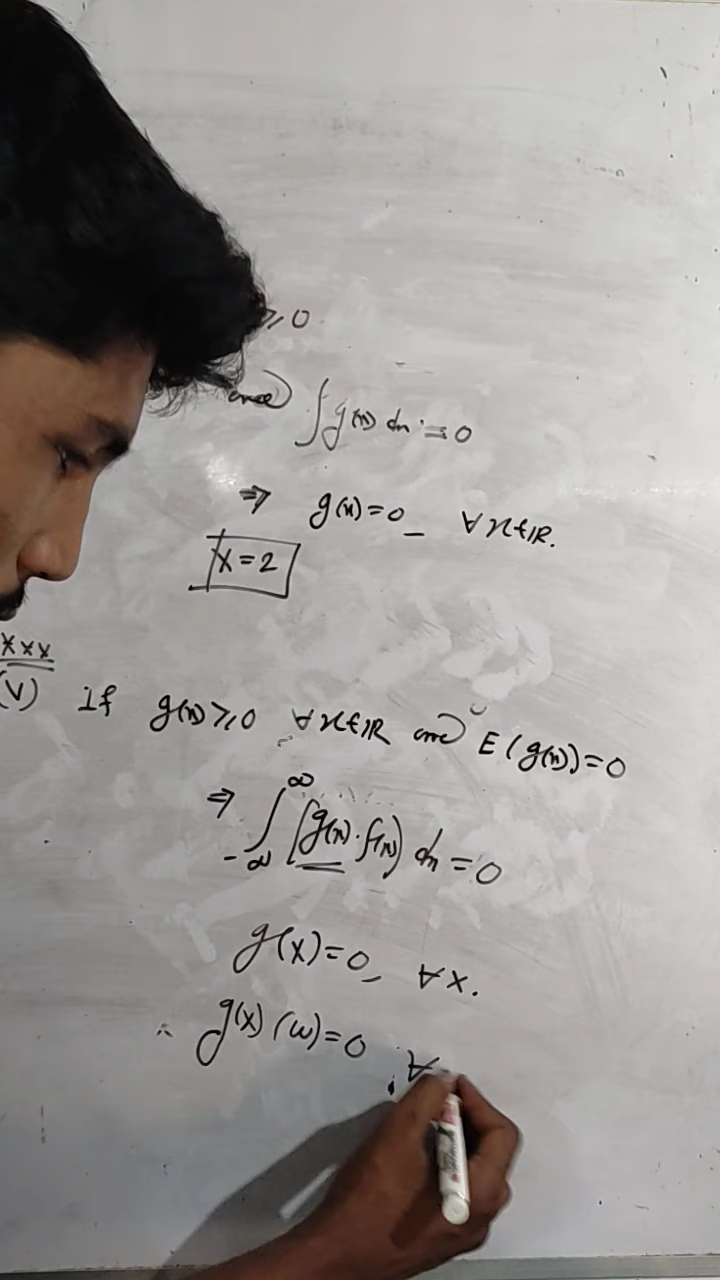 ≥ 0
and ∫g(x) dx = 0
⇒ g(x)=0 ∀ x∈ℝ.
X=2
xxx
(V) If g(x)≥0 ∀ x∈ℝ and E(g(x))=0
⇒ ∫_{-∞}^{∞} (g(x)·f(x)) dx = 0
g(X)=0, ∀x.
∴ g(X)(ω)=0, ∀